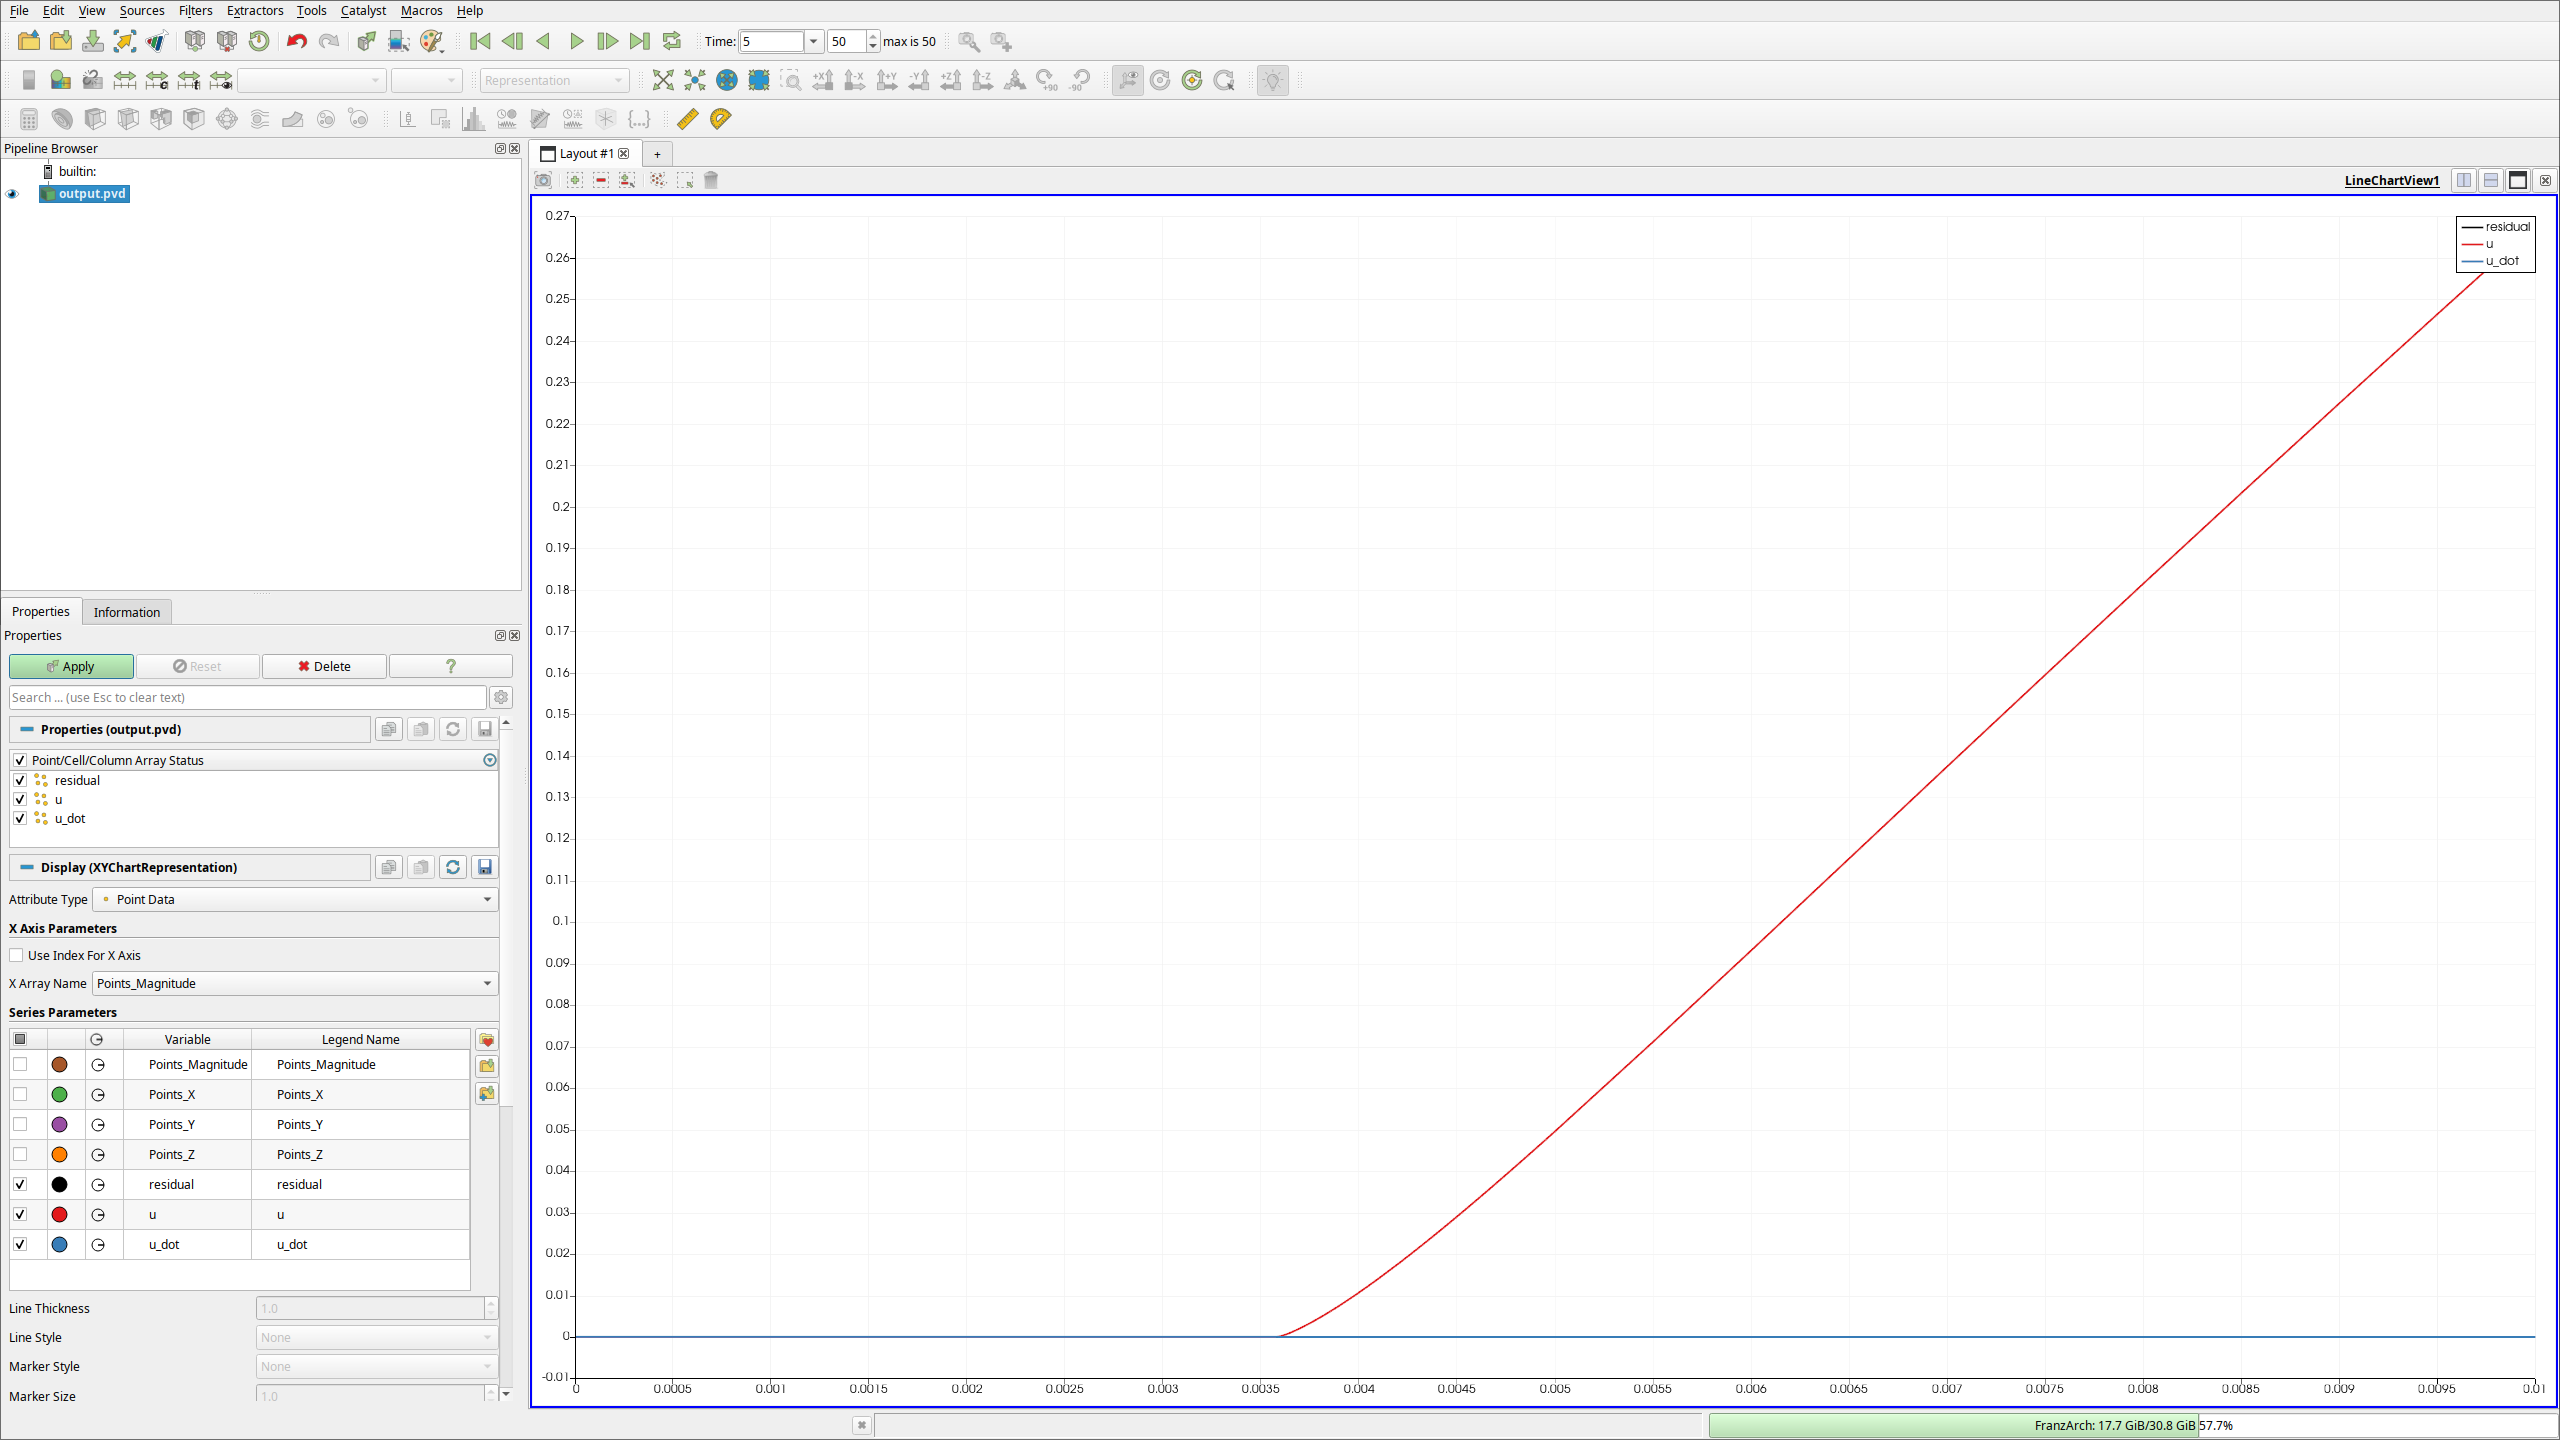 File Edit View Sources Filters Extractors Tools Catalyst Macros Help
Time: 5 50 max is 50
Representation
+X -X +Y -Y +Z -Z +90 -90
Pipeline Browser
builtin:
output.pvd
Properties Information
Properties
Apply Reset Delete ?
Search ... (use Esc to clear text)
Properties (output.pvd)
Point/Cell/Column Array Status
residual
u
u_dot
Display (XYChartRepresentation)
Attribute Type Point Data
X Axis Parameters
Use Index For X Axis
X Array Name Points_Magnitude
Series Parameters
Variable Legend Name
Points_Magnitude Points_Magnitude
Points_X Points_X
Points_Y Points_Y
Points_Z Points_Z
residual residual
u u
u_dot u_dot
Line Thickness 1.0
Line Style None
Marker Style None
Marker Size 1.0
Layout #1 +
LineChartView1
0.27
0.26
0.25
0.24
0.23
0.22
0.21
0.2
0.19
0.18
0.17
0.16
0.15
0.14
0.13
0.12
0.11
0.1
0.09
0.08
0.07
0.06
0.05
0.04
0.03
0.02
0.01
0
-0.01
0 0.0005 0.001 0.0015 0.002 0.0025 0.003 0.0035 0.004 0.0045 0.005 0.0055 0.006 0.0065 0.007 0.0075 0.008 0.0085 0.009 0.0095 0.01
residual
u
u_dot
FranzArch: 17.7 GiB/30.8 GiB 57.7%